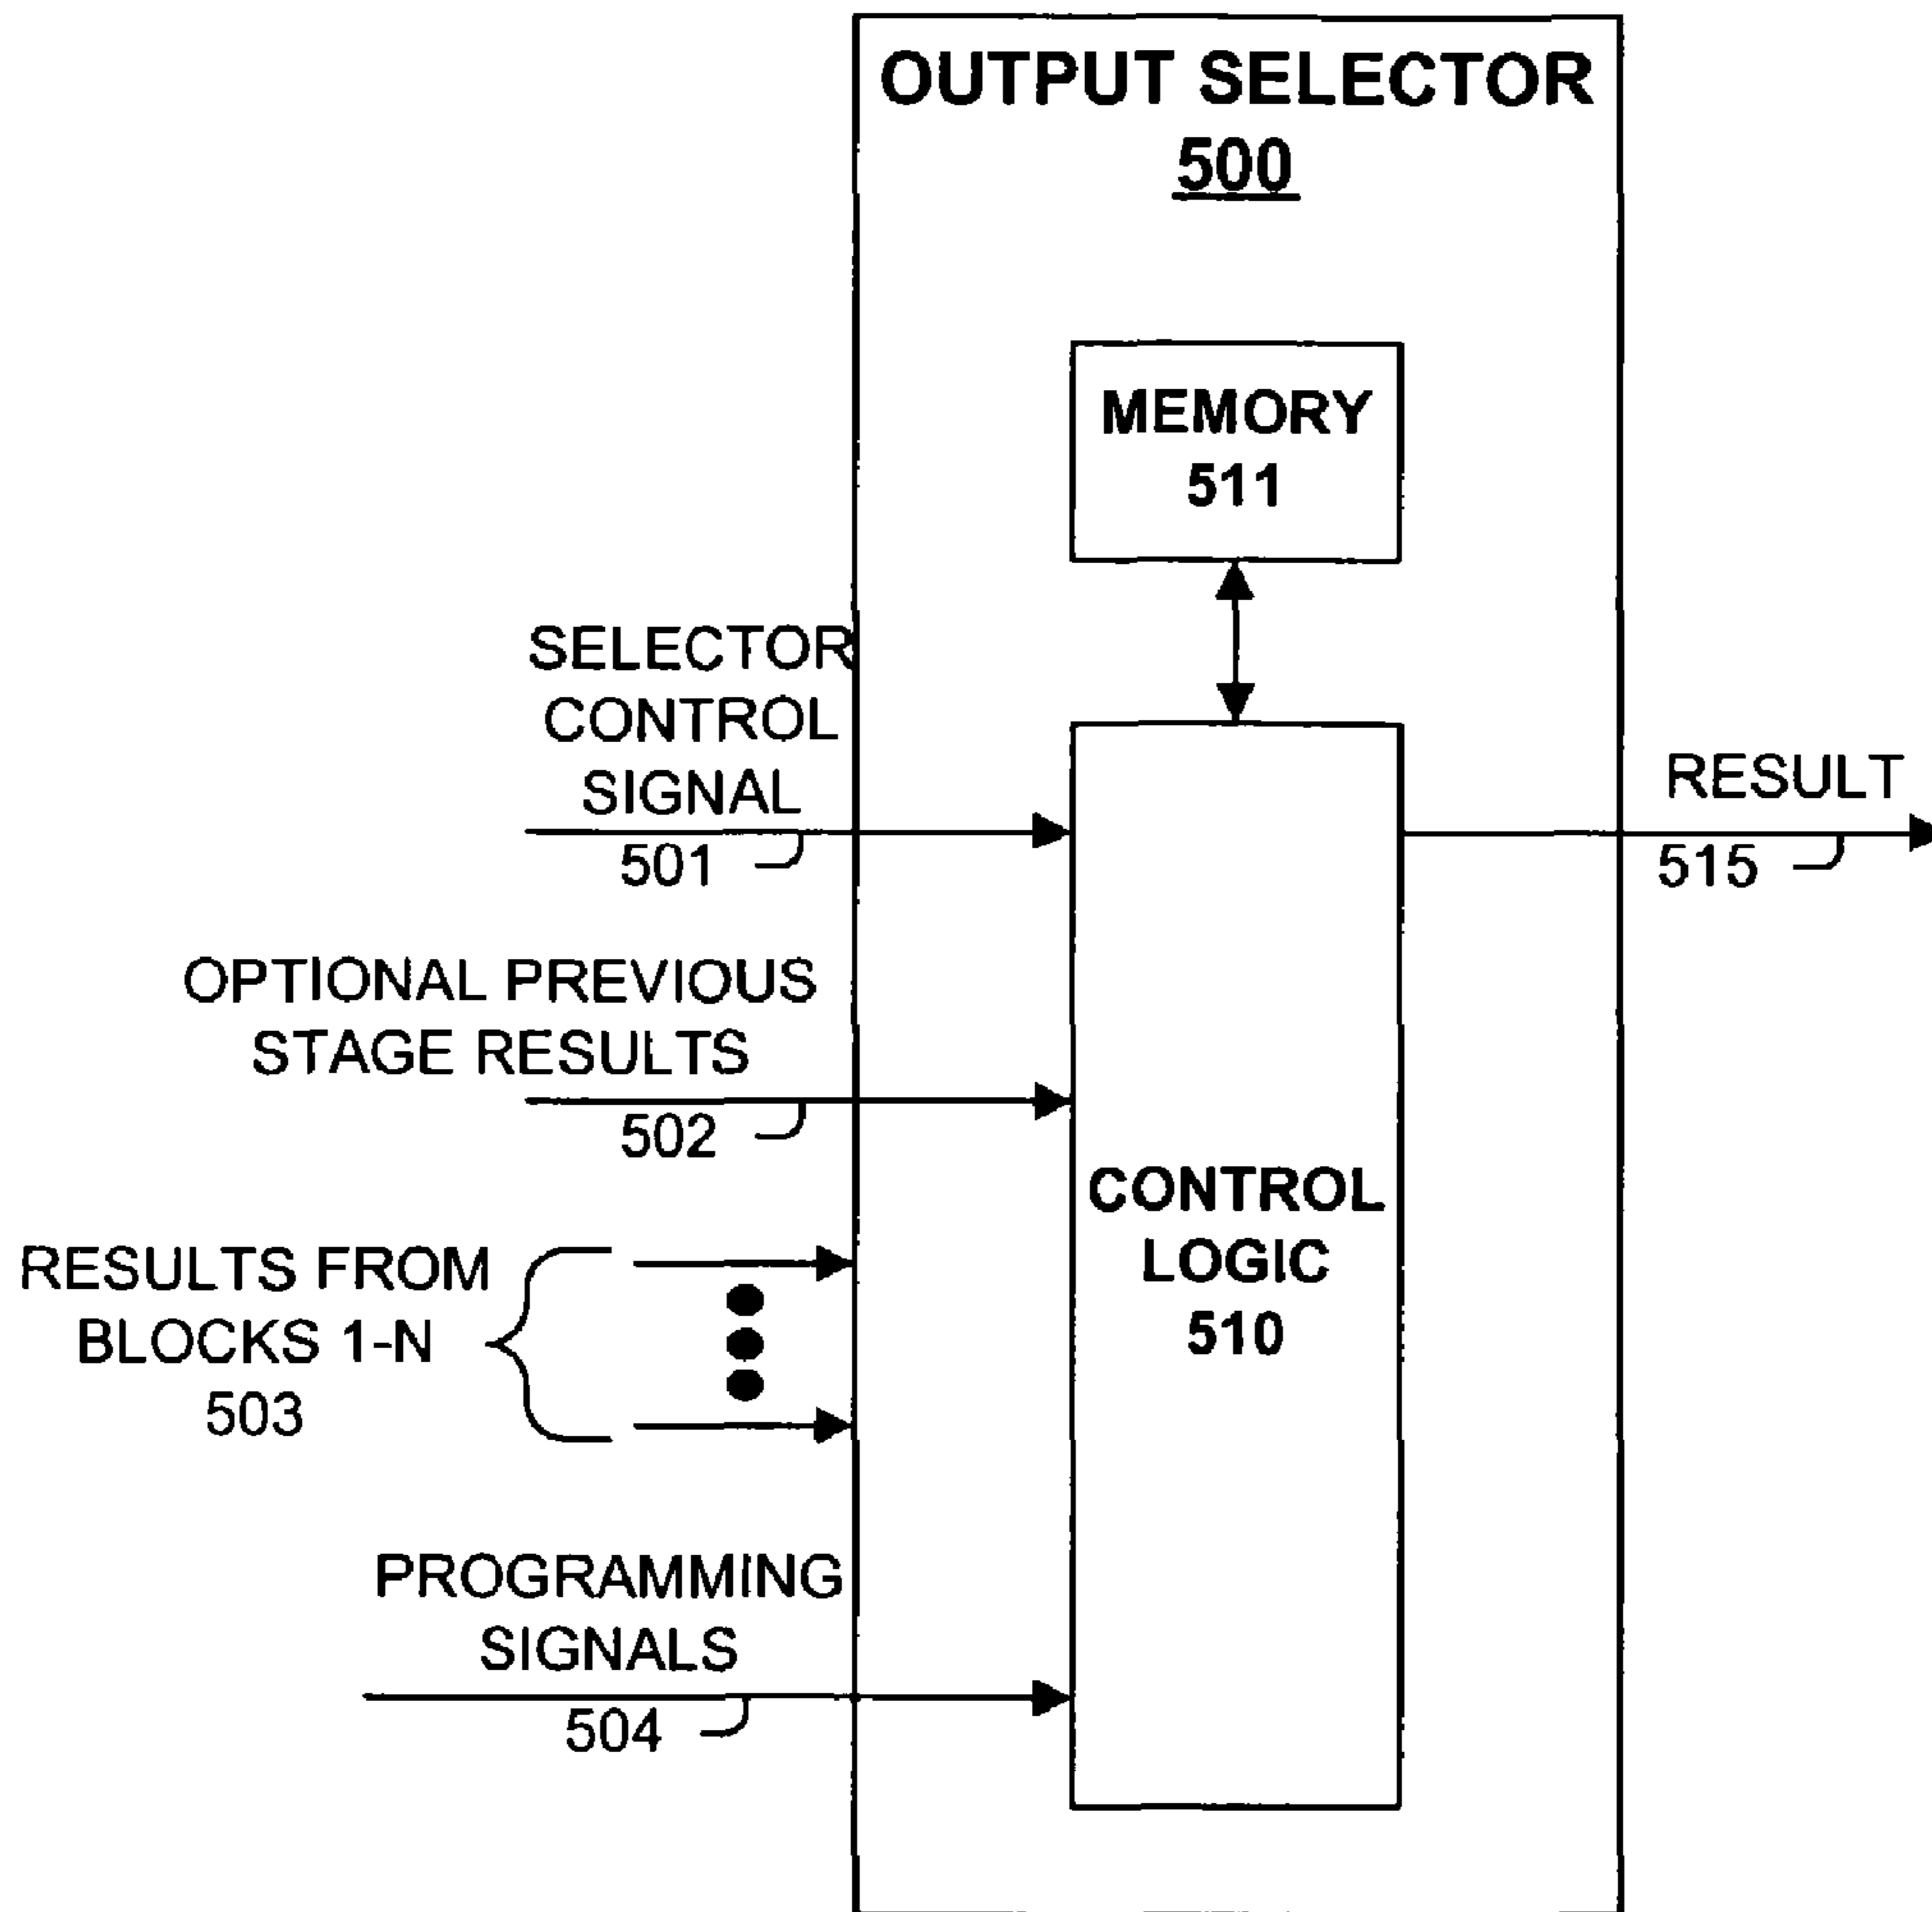 OUTPUT SELECTOR
500
MEMORY
511
SELECTOR
CONTROL
SIGNAL
501
RESULT
515
OPTIONAL PREVIOUS
STAGE RESULTS
502
CONTROL
LOGIC
510
RESULTS FROM
BLOCKS 1-N
503
PROGRAMMING
SIGNALS
504